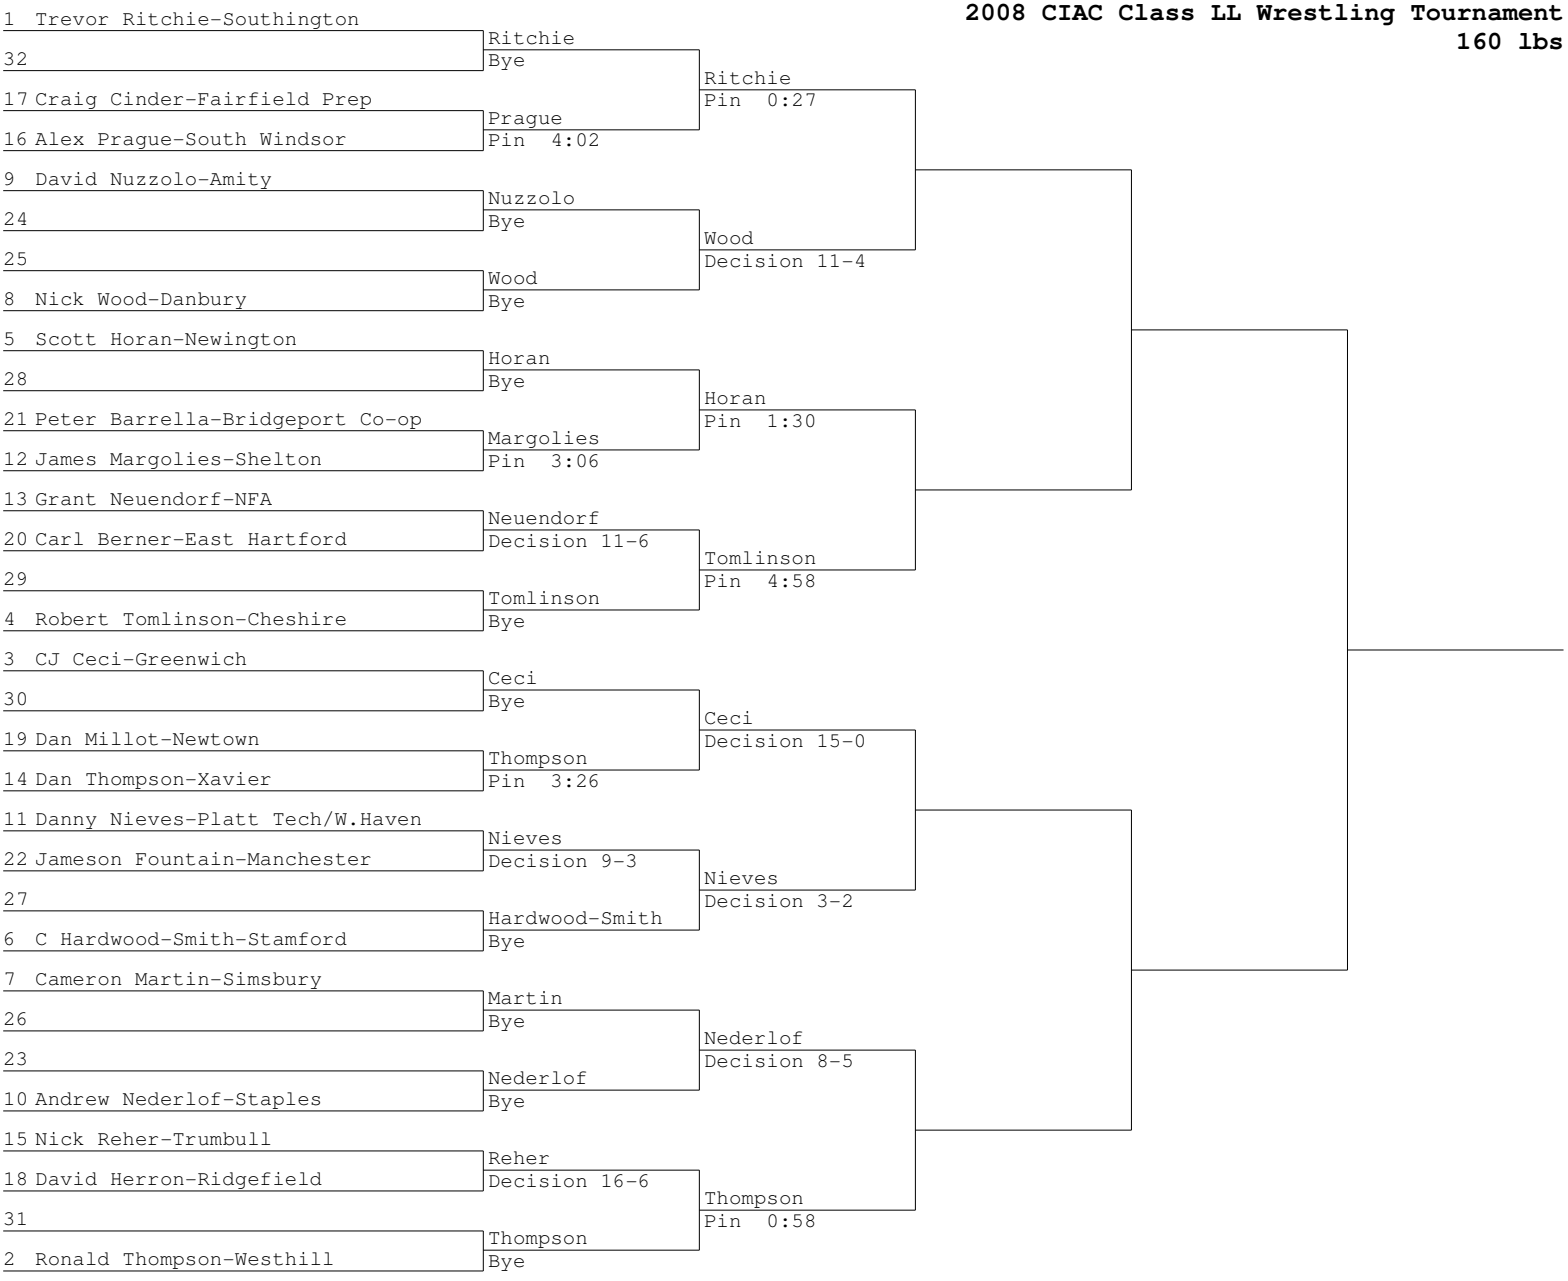 2008 CIAC Class LL Wrestling Tournament
160 lbs
1 Trevor Ritchie-Southington
32
17 Craig Cinder-Fairfield Prep
16 Alex Prague-South Windsor
9 David Nuzzolo-Amity
24
25
8 Nick Wood-Danbury
5 Scott Horan-Newington
28
21 Peter Barrella-Bridgeport Co-op
12 James Margolies-Shelton
13 Grant Neuendorf-NFA
20 Carl Berner-East Hartford
29
4 Robert Tomlinson-Cheshire
3 CJ Ceci-Greenwich
30
19 Dan Millot-Newtown
14 Dan Thompson-Xavier
11 Danny Nieves-Platt Tech/W.Haven
22 Jameson Fountain-Manchester
27
6 C Hardwood-Smith-Stamford
7 Cameron Martin-Simsbury
26
23
10 Andrew Nederlof-Staples
15 Nick Reher-Trumbull
18 David Herron-Ridgefield
31
2 Ronald Thompson-Westhill
Ritchie
Bye
Prague
Pin 4:02
Nuzzolo
Bye
Wood
Bye
Horan
Bye
Margolies
Pin 3:06
Neuendorf
Decision 11-6
Tomlinson
Bye
Ceci
Bye
Thompson
Pin 3:26
Nieves
Decision 9-3
Hardwood-Smith
Bye
Martin
Bye
Nederlof
Bye
Reher
Decision 16-6
Thompson
Bye
Ritchie
Pin 0:27
Wood
Decision 11-4
Horan
Pin 1:30
Tomlinson
Pin 4:58
Ceci
Decision 15-0
Nieves
Decision 3-2
Nederlof
Decision 8-5
Thompson
Pin 0:58